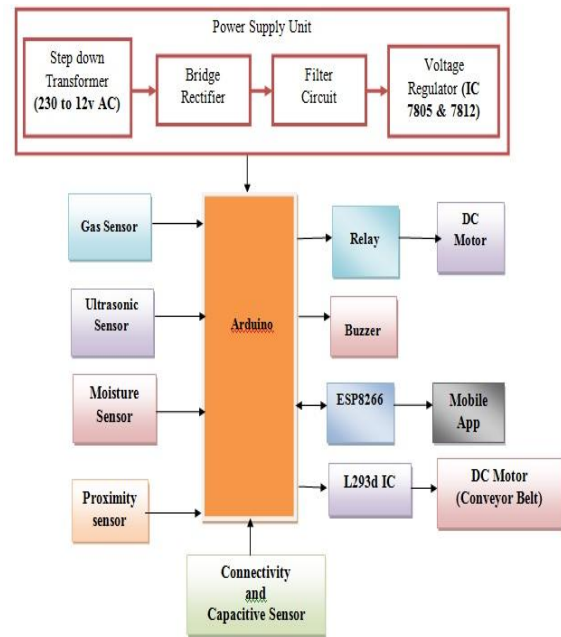 Power Supply Unit
Step down
Transformer
(230 to 12v AC)
Bridge
Rectifier
Filter
Circuit
Voltage
Regulator (IC
7805 & 7812)
Gas Sensor
Ultrasonic
Sensor
Moisture
Sensor
Proximity
sensor
Arduino
Relay
DC
Motor
Buzzer
ESP8266
Mobile
App
L293d IC
DC Motor
(Conveyor Belt)
Connectivity
and
Capacitive Sensor